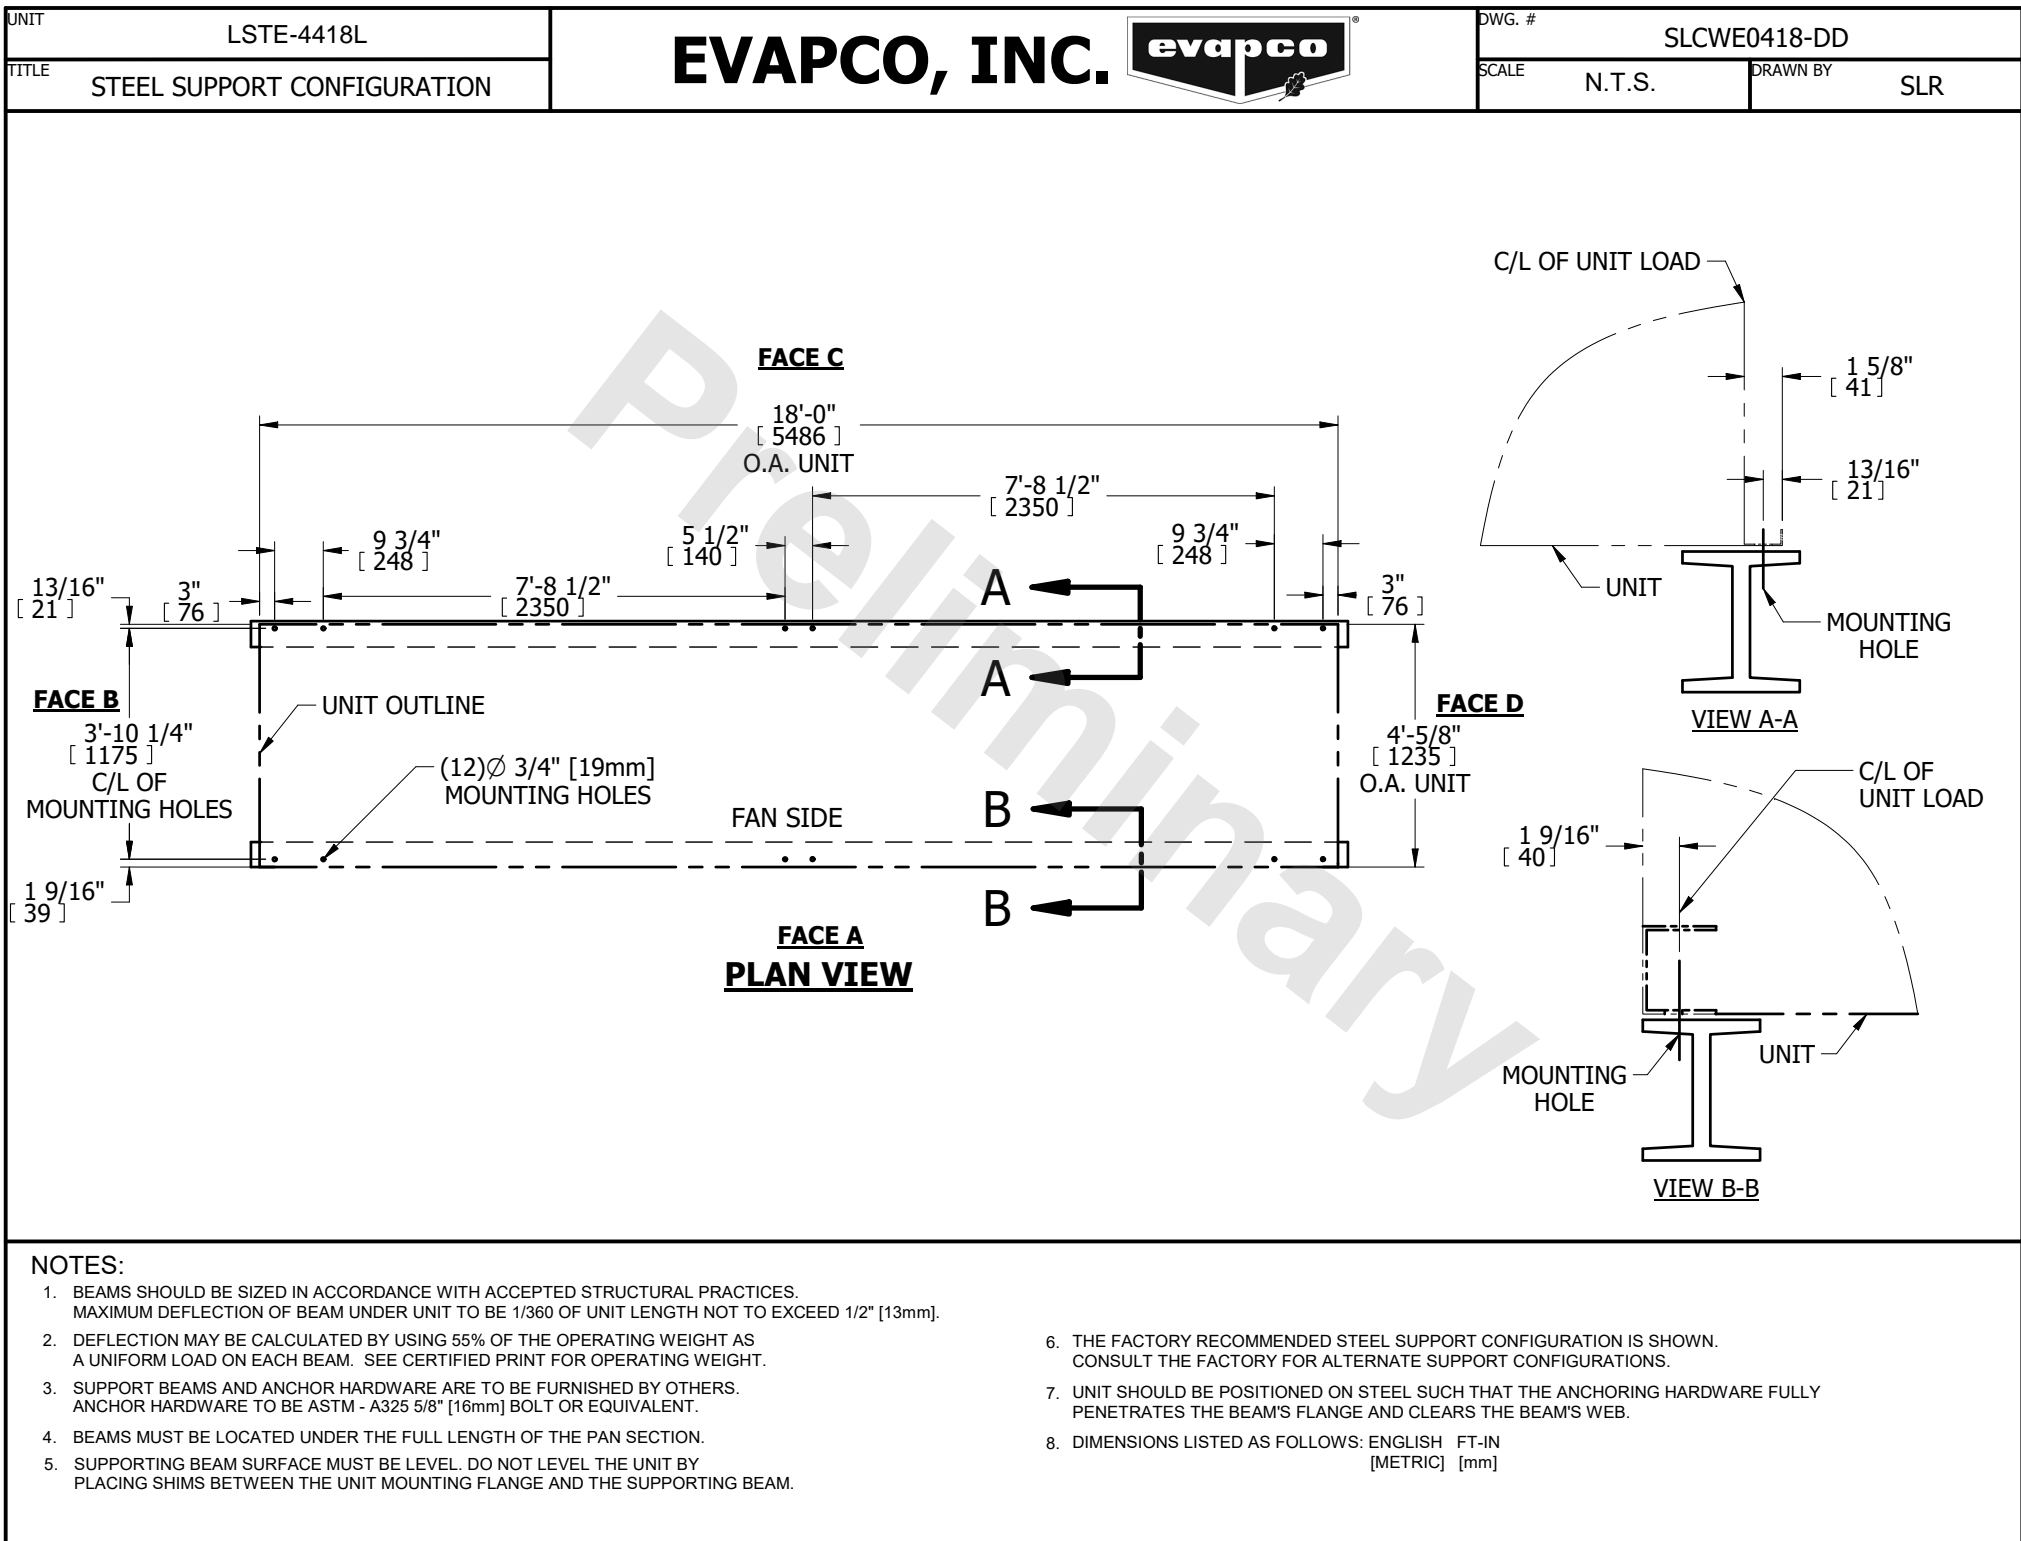 UNIT
LSTE-4418L
TITLE
STEEL SUPPORT CONFIGURATION
EVAPCO, INC.
evapco
®
DWG. #
SLCWE0418-DD
SCALE
N.T.S.
DRAWN BY
SLR
Preliminary
FACE C
18'-0"
[ 5486 ]
O.A. UNIT
7'-8 1/2"
[ 2350 ]
9 3/4"
[ 248 ]
5 1/2"
[ 140 ]
9 3/4"
[ 248 ]
13/16"
[ 21 ]
3"
[ 76 ]
7'-8 1/2"
[ 2350 ]
3"
[ 76 ]
A
A
FACE B
3'-10 1/4"
[ 1175 ]
C/L OF
MOUNTING HOLES
UNIT OUTLINE
(12)Ø 3/4" [19mm]
MOUNTING HOLES
FAN SIDE
B
B
FACE D
4'-5/8"
[ 1235 ]
O.A. UNIT
1 9/16"
[ 39 ]
FACE A
PLAN VIEW
C/L OF UNIT LOAD
1 5/8"
[ 41 ]
13/16"
[ 21 ]
UNIT
MOUNTING
HOLE
VIEW A-A
C/L OF
UNIT LOAD
1 9/16"
[ 40 ]
UNIT
MOUNTING
HOLE
VIEW B-B
NOTES:
1. BEAMS SHOULD BE SIZED IN ACCORDANCE WITH ACCEPTED STRUCTURAL PRACTICES.
MAXIMUM DEFLECTION OF BEAM UNDER UNIT TO BE 1/360 OF UNIT LENGTH NOT TO EXCEED 1/2" [13mm].
2. DEFLECTION MAY BE CALCULATED BY USING 55% OF THE OPERATING WEIGHT AS
A UNIFORM LOAD ON EACH BEAM. SEE CERTIFIED PRINT FOR OPERATING WEIGHT.
3. SUPPORT BEAMS AND ANCHOR HARDWARE ARE TO BE FURNISHED BY OTHERS.
ANCHOR HARDWARE TO BE ASTM - A325 5/8" [16mm] BOLT OR EQUIVALENT.
4. BEAMS MUST BE LOCATED UNDER THE FULL LENGTH OF THE PAN SECTION.
5. SUPPORTING BEAM SURFACE MUST BE LEVEL. DO NOT LEVEL THE UNIT BY
PLACING SHIMS BETWEEN THE UNIT MOUNTING FLANGE AND THE SUPPORTING BEAM.
6. THE FACTORY RECOMMENDED STEEL SUPPORT CONFIGURATION IS SHOWN.
CONSULT THE FACTORY FOR ALTERNATE SUPPORT CONFIGURATIONS.
7. UNIT SHOULD BE POSITIONED ON STEEL SUCH THAT THE ANCHORING HARDWARE FULLY
PENETRATES THE BEAM'S FLANGE AND CLEARS THE BEAM'S WEB.
8. DIMENSIONS LISTED AS FOLLOWS: ENGLISH FT-IN
[METRIC] [mm]